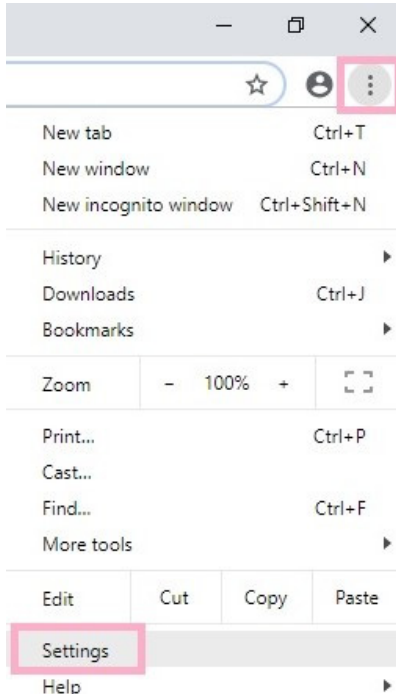 New tab Ctrl+T
New window Ctrl+N
New incognito window Ctrl+Shift+N
History
Downloads Ctrl+J
Bookmarks
Zoom - 100% +
Print... Ctrl+P
Cast...
Find... Ctrl+F
More tools
Edit Cut Copy Paste
Settings
Help